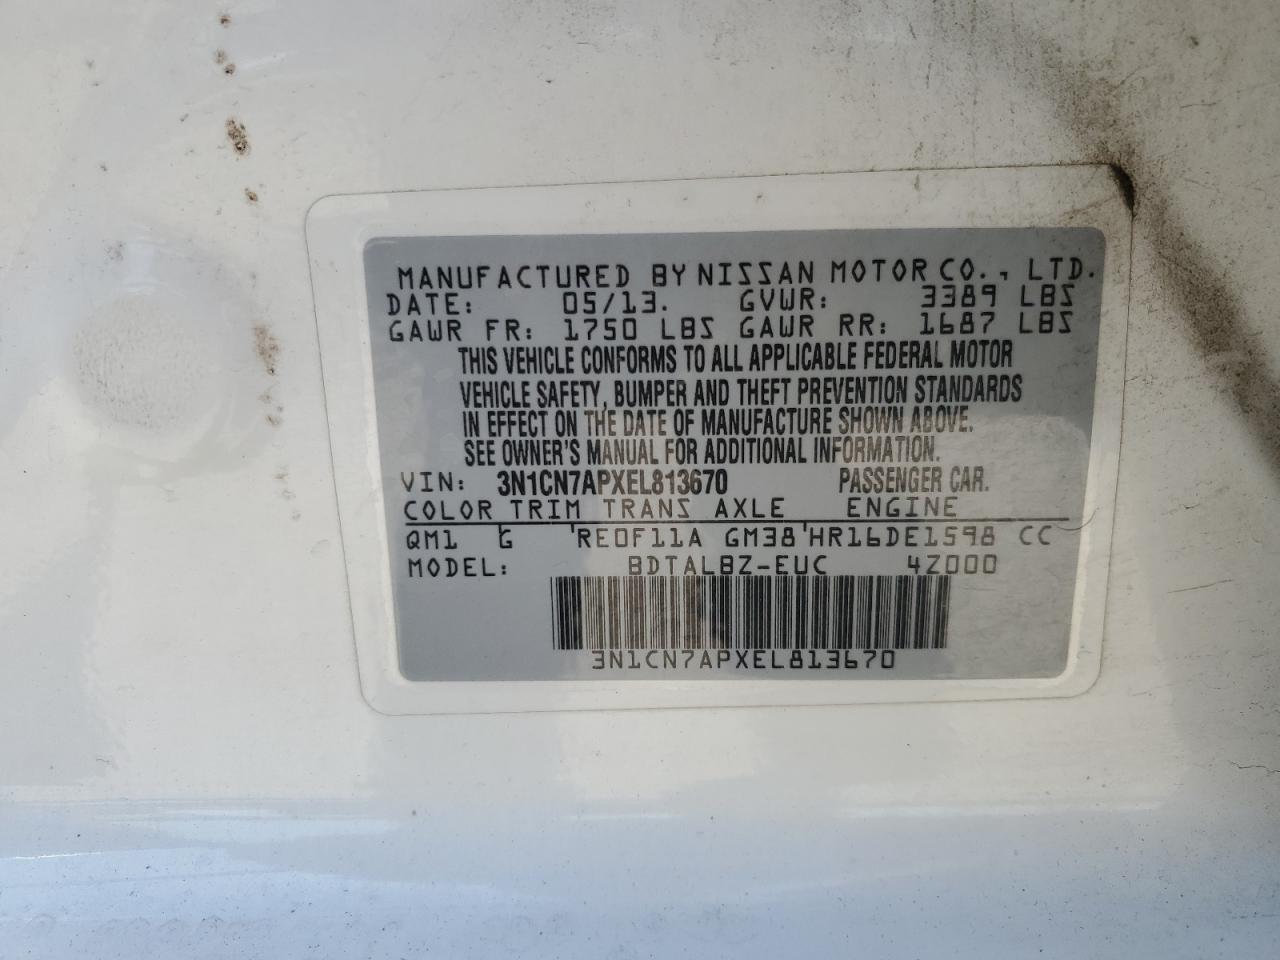 MANUFACTURED BY NISSAN MOTOR CO., LTD.
DATE: 05/13. GVWR: 3389 LBS
GAWR FR: 1750 LBS GAWR RR: 1687 LBS
THIS VEHICLE CONFORMS TO ALL APPLICABLE FEDERAL MOTOR
VEHICLE SAFETY, BUMPER AND THEFT PREVENTION STANDARDS
IN EFFECT ON THE DATE OF MANUFACTURE SHOWN ABOVE.
SEE OWNER'S MANUAL FOR ADDITIONAL INFORMATION.
VIN: 3N1CN7APXEL813670 PASSENGER CAR.
COLOR TRIM TRANS AXLE ENGINE
QM1 G 'RE0F11A GM38'HR16DE1598 CC
MODEL: BDTALBZ-EUC 4Z000
3N1CN7APXEL813670